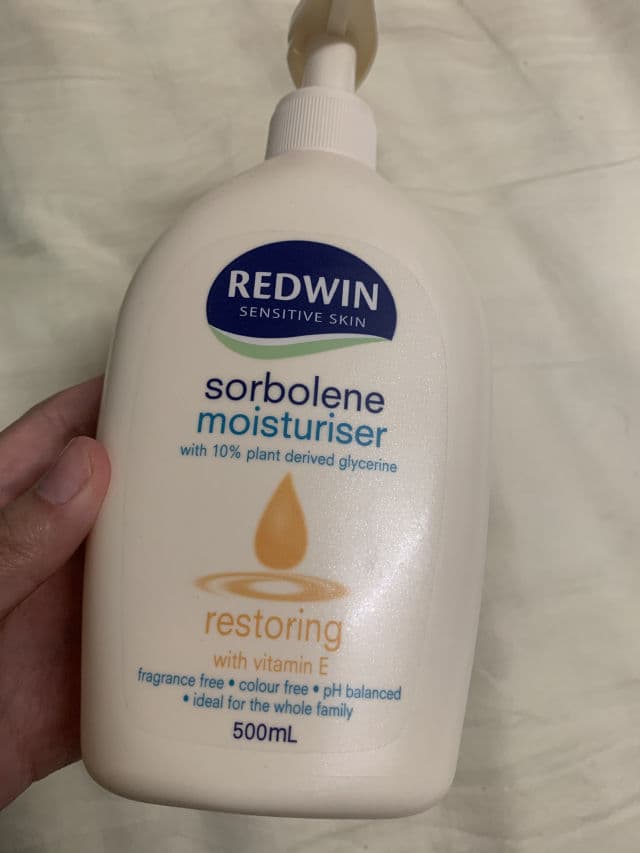 REDWIN
SENSITIVE SKIN
sorbolene
moisturiser
with 10% plant derived glycerine
restoring
with vitamin E
fragrance free • colour free • pH balanced
• ideal for the whole family
500mL